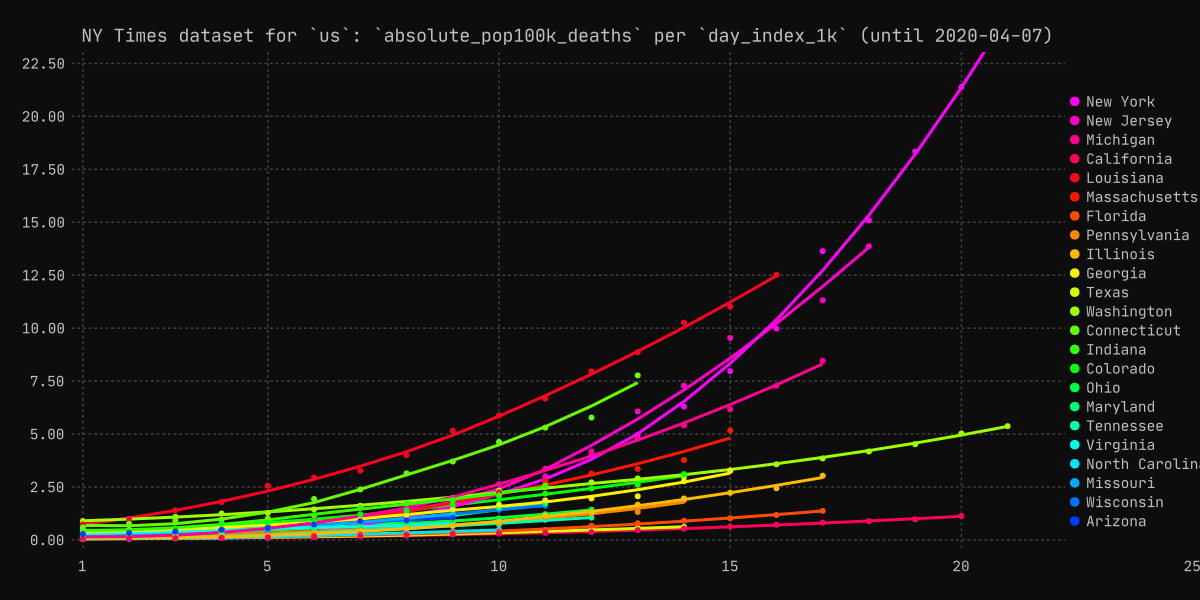 NY Times dataset for `us`: `absolute_pop100k_deaths` per `day_index_1k` (until 2020-04-07)
22.50
20.00
17.50
15.00
12.50
10.00
7.50
5.00
2.50
0.00
1 5 10 15 20 25
New York
New Jersey
Michigan
California
Louisiana
Massachusetts
Florida
Pennsylvania
Illinois
Georgia
Texas
Washington
Connecticut
Indiana
Colorado
Ohio
Maryland
Tennessee
Virginia
North Carolina
Missouri
Wisconsin
Arizona